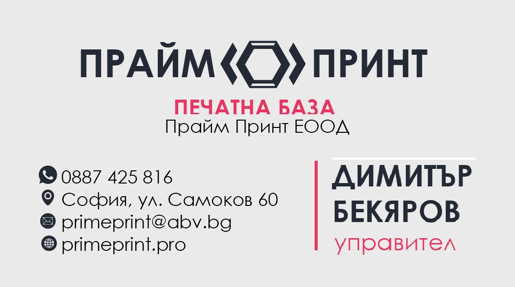 ПРАЙМ ПРИНТ
ПЕЧАТНА БАЗА
Прайм Принт ЕООД
0887 425 816
София, ул. Самоков 60
primeprint@abv.bg
primeprint.pro
ДИМИТЪР
БЕКЯРОВ
управител